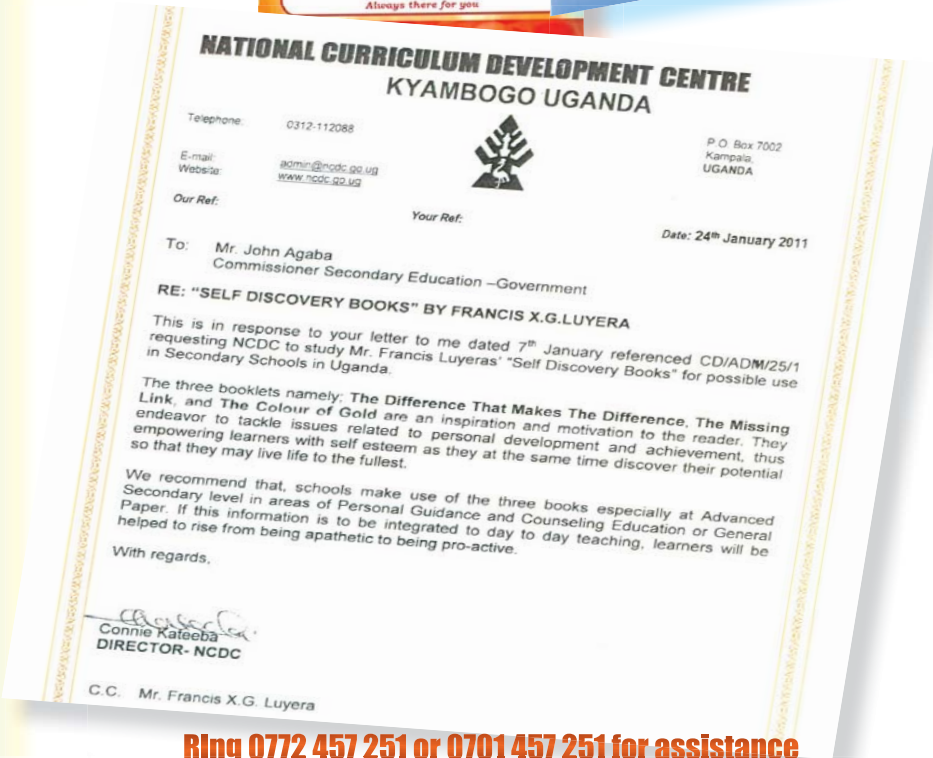 Always there for you
NATIONAL CURRICULUM DEVELOPMENT CENTRE
KYAMBOGO UGANDA
Telephone: 0312-112088
P.O. Box 7002
Kampala,
UGANDA
E-mail: admin@ncdc.go.ug
Website: www.ncdc.go.ug
Our Ref:
Your Ref:
Date: 24th January 2011
To: Mr. John Agaba
Commissioner Secondary Education –Government
RE: “SELF DISCOVERY BOOKS” BY FRANCIS X.G.LUYERA
This is in response to your letter to me dated 7th January referenced CD/ADM/25/1
requesting NCDC to study Mr. Francis Luyeras' “Self Discovery Books” for possible use
in Secondary Schools in Uganda.
The three booklets namely; The Difference That Makes The Difference, The Missing
Link, and The Colour of Gold are an inspiration and motivation to the reader. They
endeavor to tackle issues related to personal development and achievement, thus
empowering learners with self esteem as they at the same time discover their potential
so that they may live life to the fullest.
We recommend that, schools make use of the three books especially at Advanced
Secondary level in areas of Personal Guidance and Counseling Education or General
Paper. If this information is to be integrated to day to day teaching, learners will be
helped to rise from being apathetic to being pro-active.
With regards,
Connie Kateeba
DIRECTOR- NCDC
C.C. Mr. Francis X.G. Luyera
RIng 0772 457 251 or 0701 457 251 for assistance